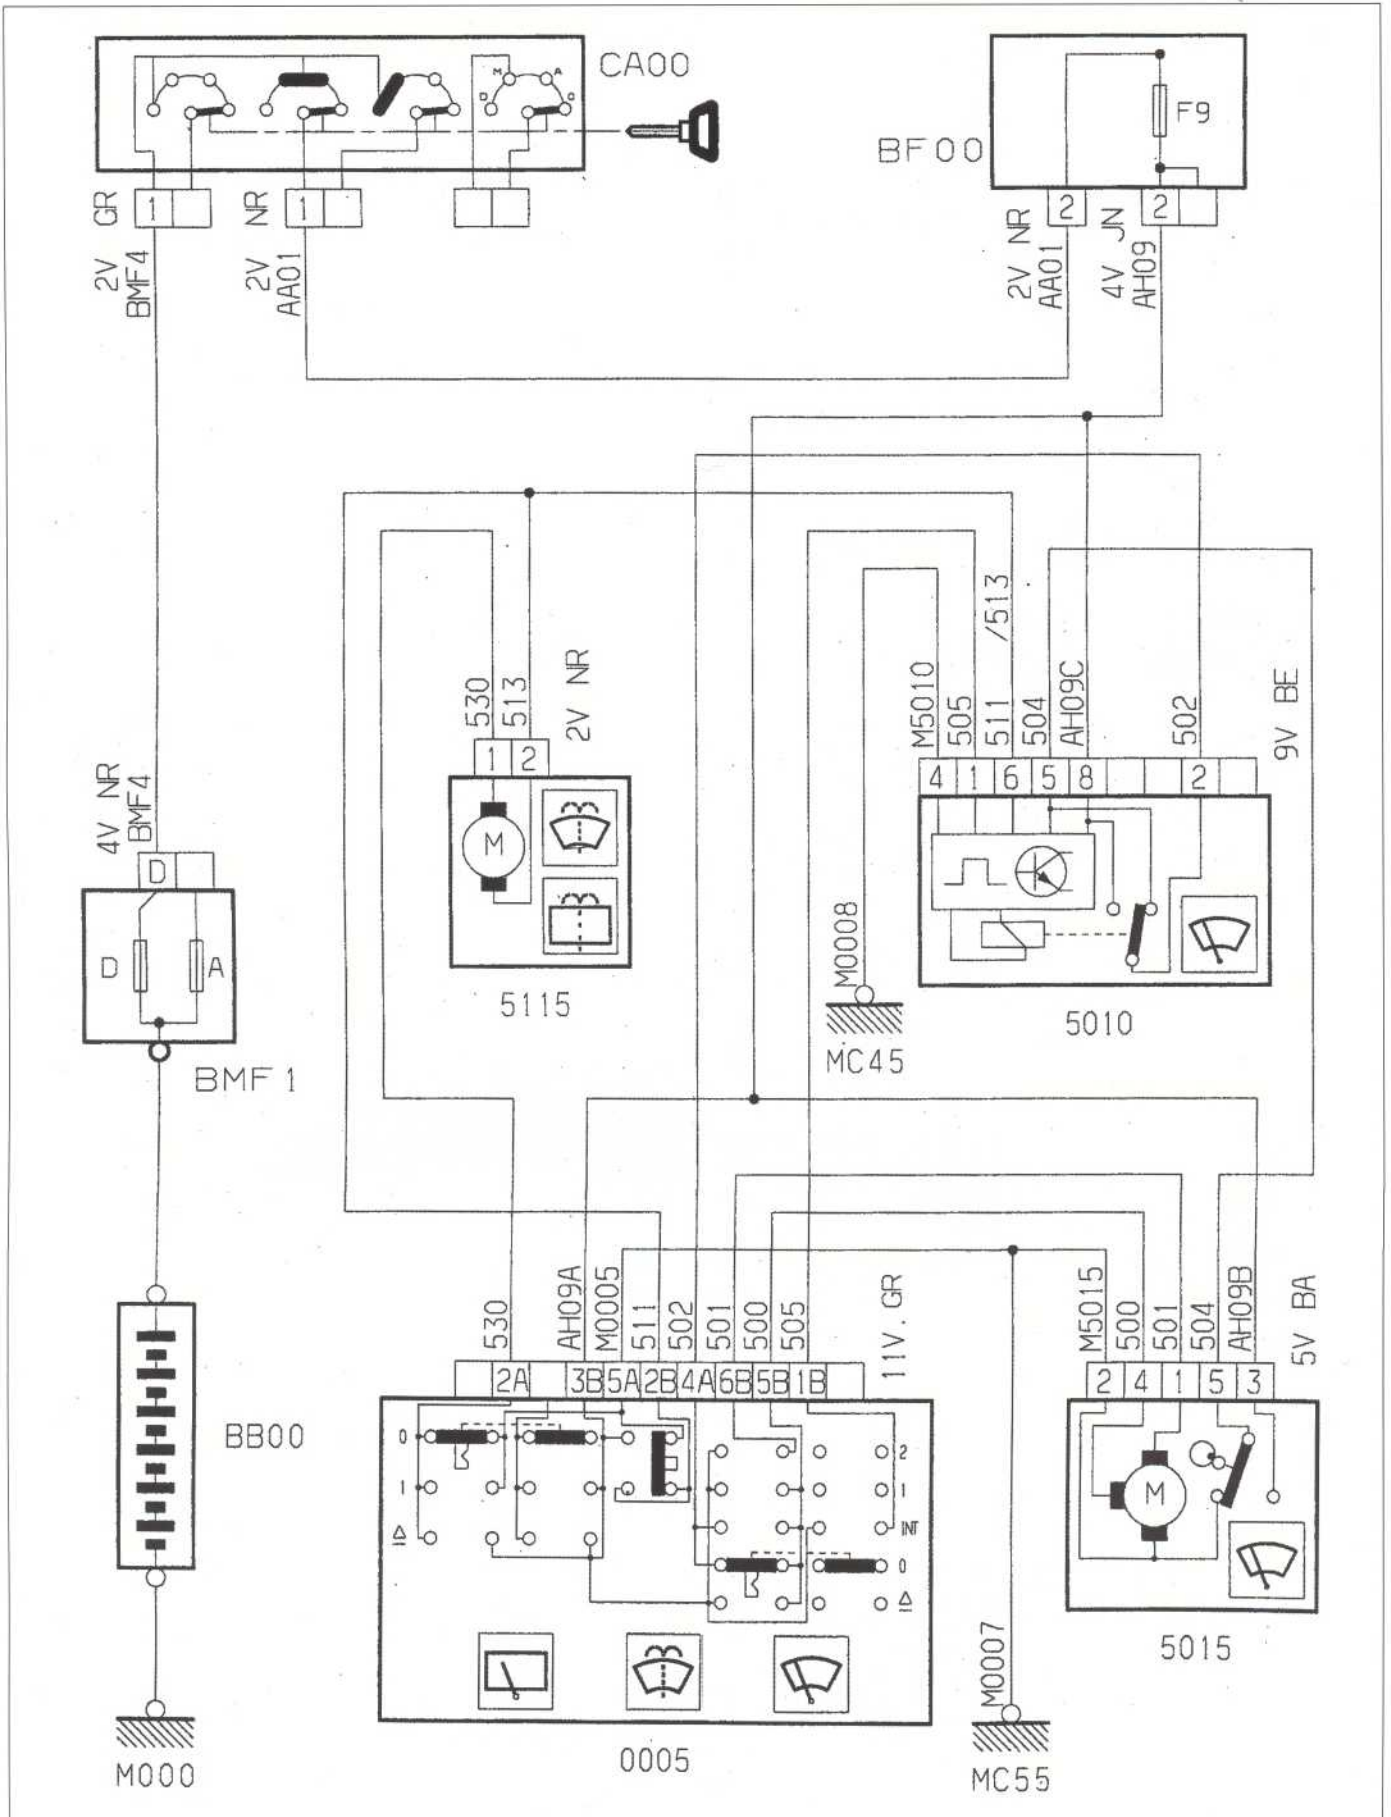 CA00
M A
D D
1
1
GR
2V
BMF4
NR
2V
AA01
BF00
F9
2
2
2V NR
AA01
4V JN
AH09
530
513
2V NR
1 2
M
5115
M5010
505
511
/513
504
AH09C
502
9V BE
4 1 6 5 8 2
5010
M0008
MC45
4V NR
BMF4
D
D A
BMF1
BB00
M000
530
AH09A
M0005
511
502
501
500
505
11V.GR
2A 3B 5A 2B 4A 6B 5B 1B
0
1
Δ
2
1
INT
0
Δ
0005
M5015
500
501
504
AH09B
5V BA
2 4 1 5 3
M
5015
M0007
MC55